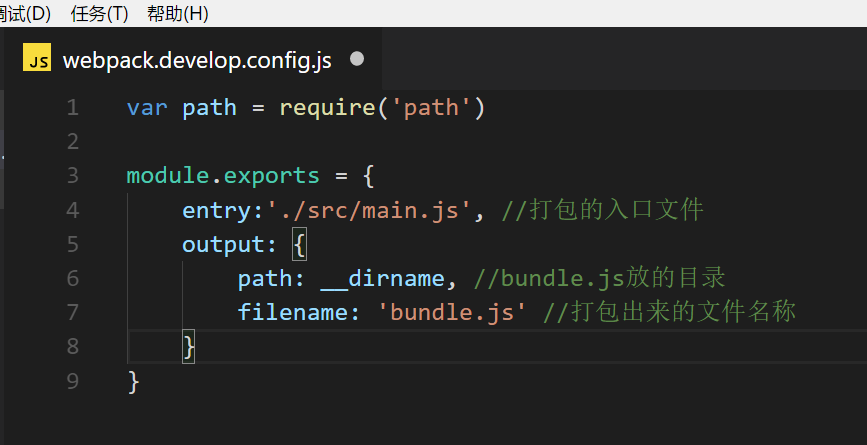 调试(D) 任务(T) 帮助(H)
JS webpack.develop.config.js
1 var path = require('path')
2
3 module.exports = {
4 entry:'./src/main.js', //打包的入口文件
5 output: {
6 path: __dirname, //bundle.js放的目录
7 filename: 'bundle.js' //打包出来的文件名称
8 }
9 }